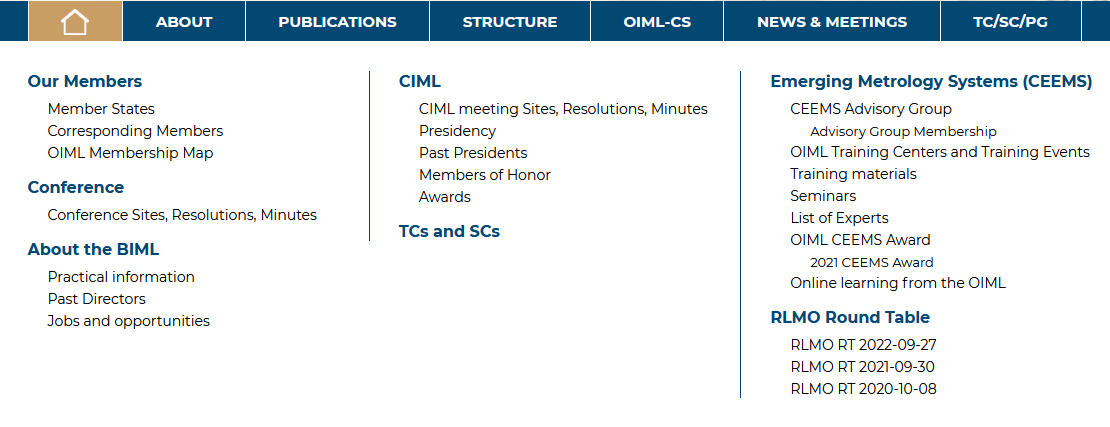 ABOUT
PUBLICATIONS
STRUCTURE
OIML-CS
NEWS & MEETINGS
TC/SC/PG
Our Members
Member States
Corresponding Members
OIML Membership Map
Conference
Conference Sites, Resolutions, Minutes
About the BIML
Practical information
Past Directors
Jobs and opportunities
CIML
CIML meeting Sites, Resolutions, Minutes
Presidency
Past Presidents
Members of Honor
Awards
TCs and SCs
Emerging Metrology Systems (CEEMS)
CEEMS Advisory Group
Advisory Group Membership
OIML Training Centers and Training Events
Training materials
Seminars
List of Experts
OIML CEEMS Award
2021 CEEMS Award
Online learning from the OIML
RLMO Round Table
RLMO RT 2022-09-27
RLMO RT 2021-09-30
RLMO RT 2020-10-08